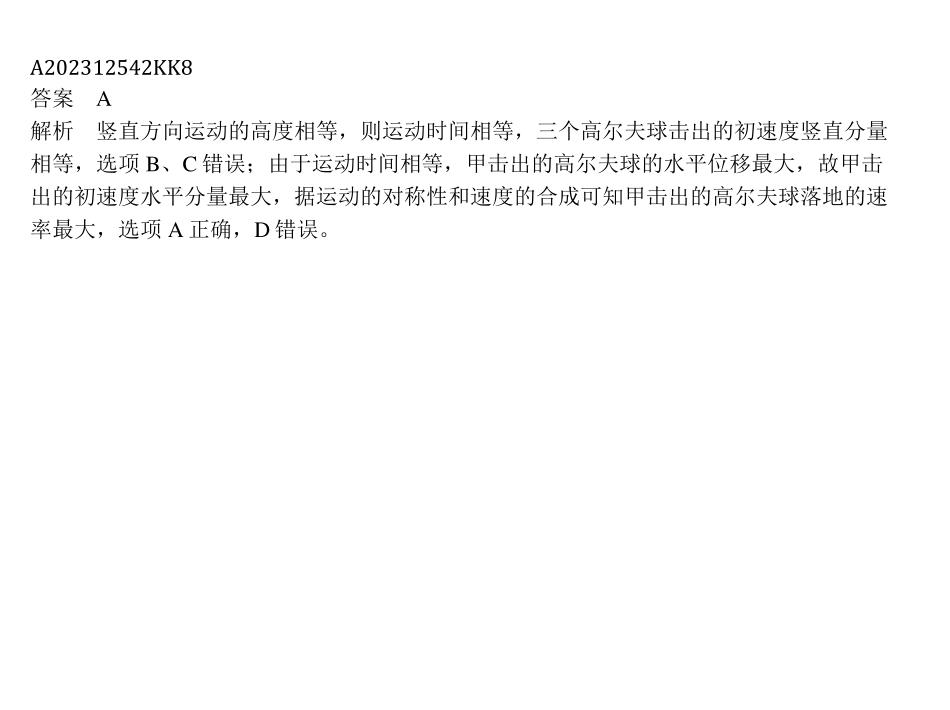 A202312542KK8
答案 A
解析 竖直方向运动的高度相等，则运动时间相等，三个高尔夫球击出的初速度竖直分量
相等，选项 B、C 错误；由于运动时间相等，甲击出的高尔夫球的水平位移最大，故甲击
出的初速度水平分量最大，据运动的对称性和速度的合成可知甲击出的高尔夫球落地的速
率最大，选项 A 正确，D 错误。